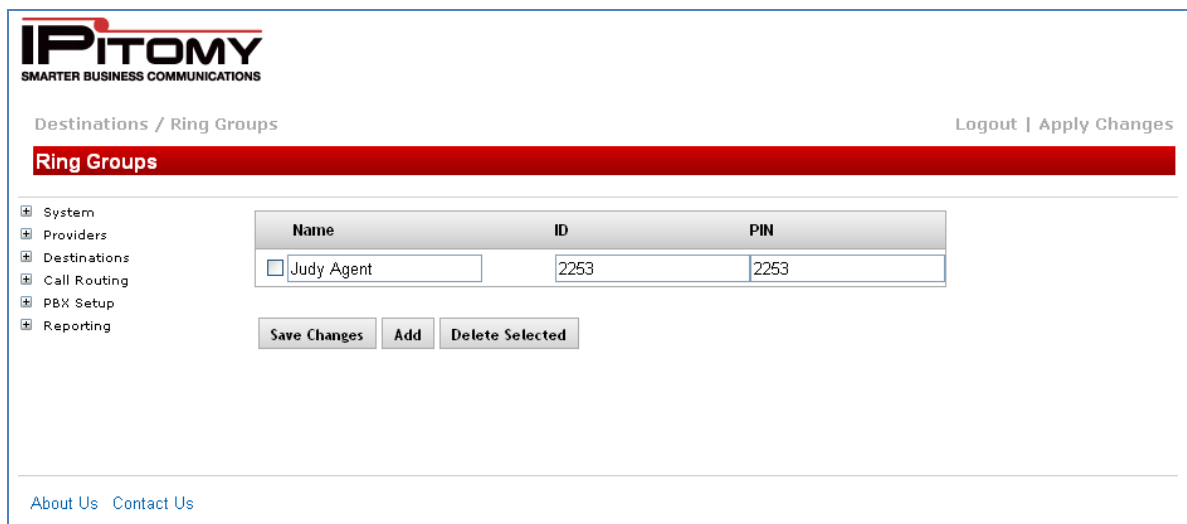 IPITOMY
SMARTER BUSINESS COMMUNICATIONS
Destinations / Ring Groups
Logout | Apply Changes
Ring Groups
System
Providers
Destinations
Call Routing
PBX Setup
Reporting
Name ID PIN
Judy Agent 2253 2253
Save Changes Add Delete Selected
About Us Contact Us